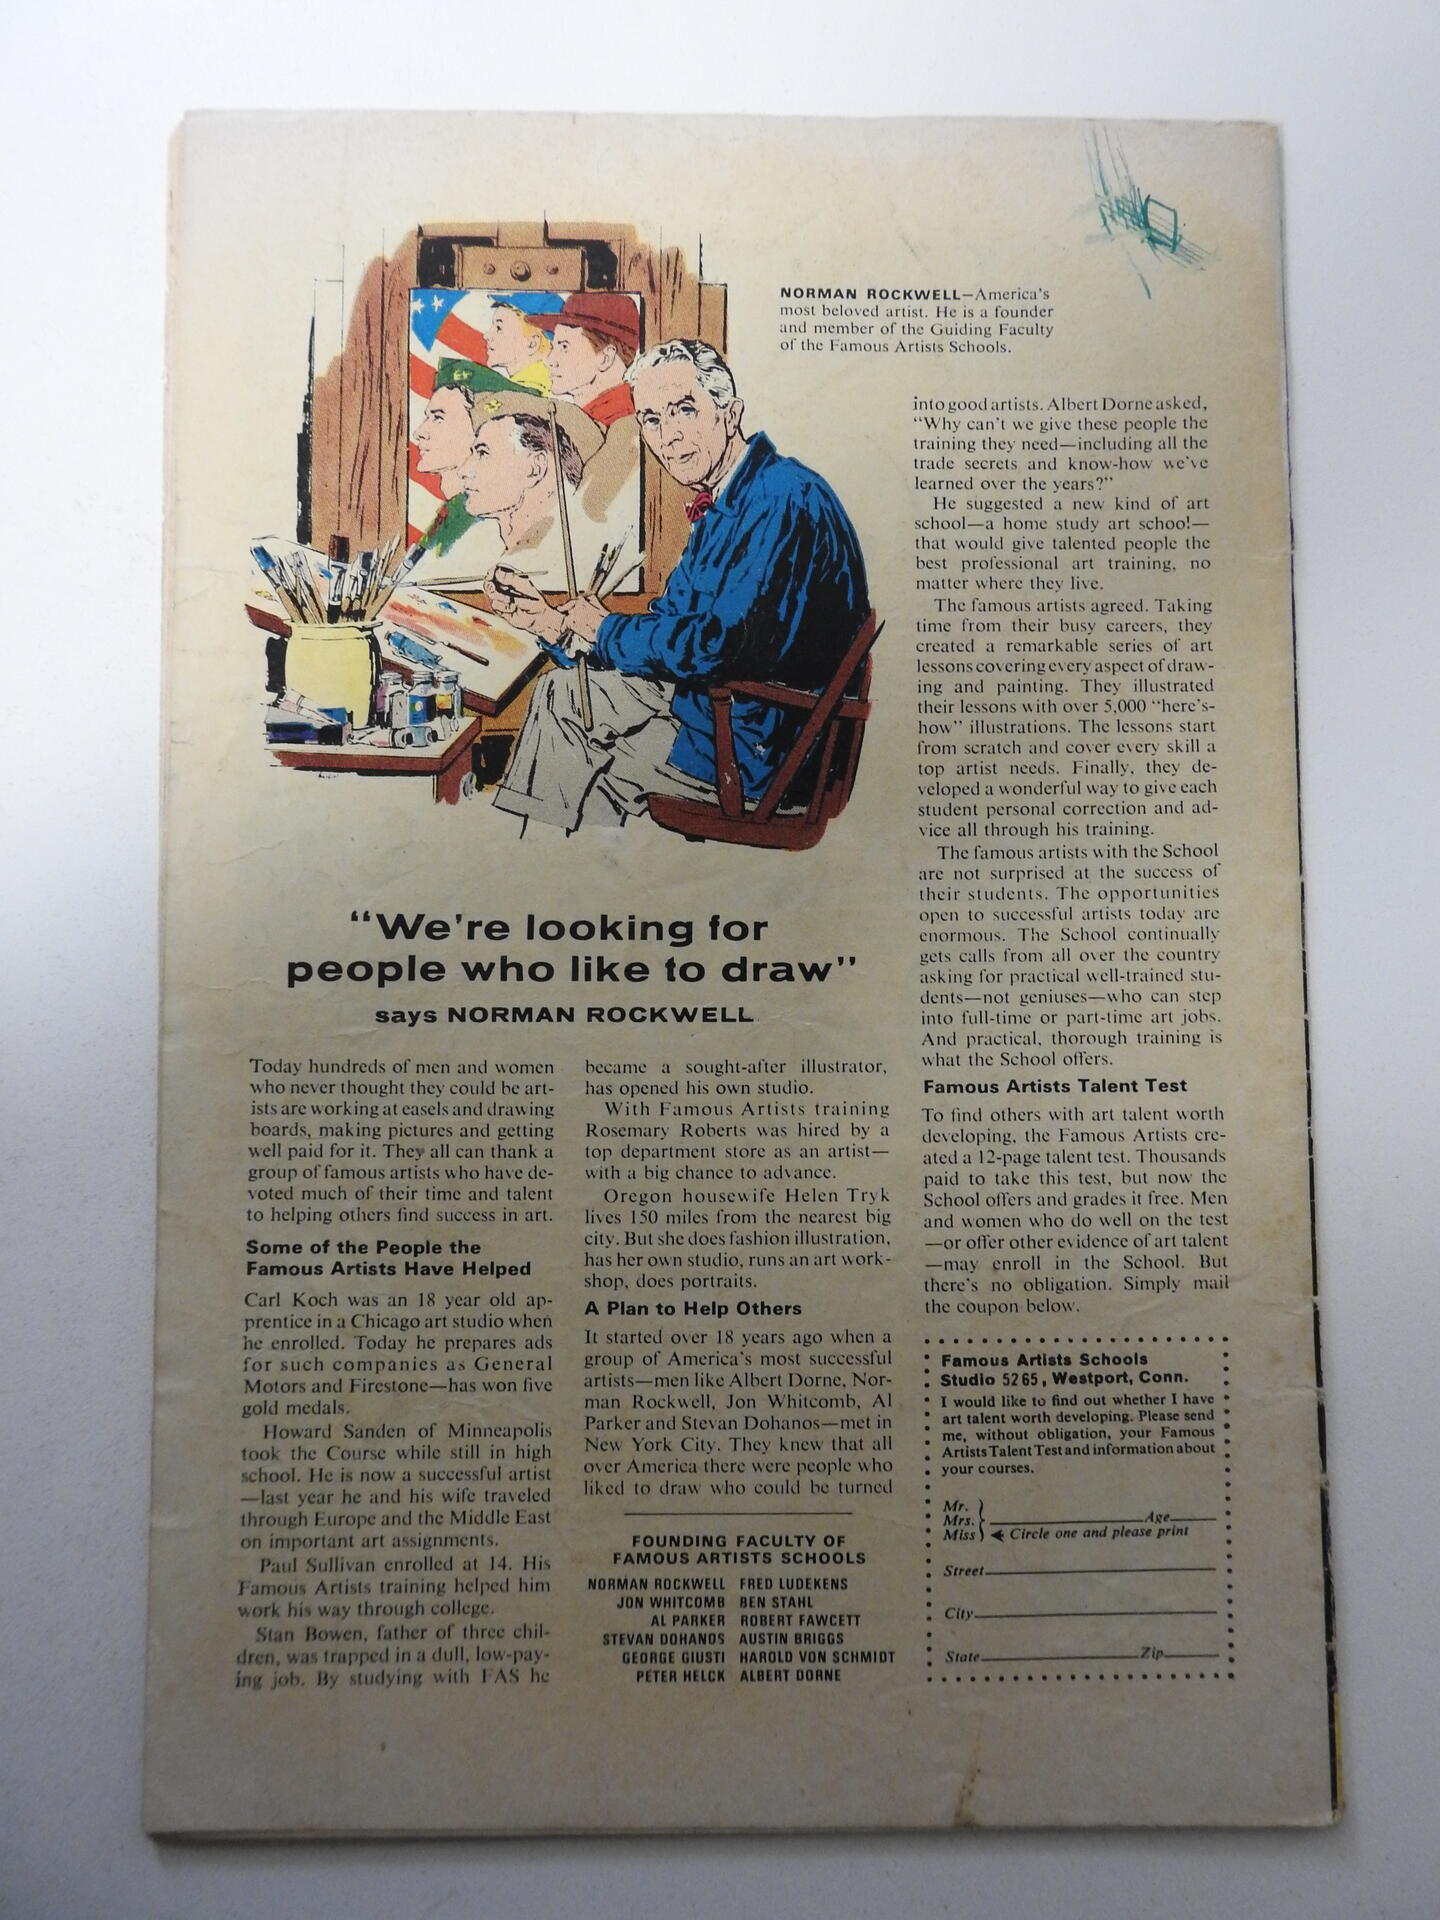 NORMAN ROCKWELL—America's
most beloved artist. He is a founder
and member of the Guiding Faculty
of the Famous Artists Schools.
"We're looking for
people who like to draw"
says NORMAN ROCKWELL
Today hundreds of men and women
who never thought they could be art-
ists are working at easels and drawing
boards, making pictures and getting
well paid for it. They all can thank a
group of famous artists who have de-
voted much of their time and talent
to helping others find success in art.
Some of the People the
Famous Artists Have Helped
Carl Koch was an 18 year old ap-
prentice in a Chicago art studio when
he enrolled. Today he prepares ads
for such companies as General
Motors and Firestone—has won five
gold medals.
Howard Sanden of Minneapolis
took the Course while still in high
school. He is now a successful artist
—last year he and his wife traveled
through Europe and the Middle East
on important art assignments.
Paul Sullivan enrolled at 14. His
Famous Artists training helped him
work his way through college.
Stan Bowen, father of three chil-
dren, was trapped in a dull, low-pay-
ing job. By studying with FAS he
became a sought-after illustrator,
has opened his own studio.
With Famous Artists training
Rosemary Roberts was hired by a
top department store as an artist—
with a big chance to advance.
Oregon housewife Helen Tryk
lives 150 miles from the nearest big
city. But she does fashion illustration,
has her own studio, runs an art work-
shop, does portraits.
A Plan to Help Others
It started over 18 years ago when a
group of America's most successful
artists—men like Albert Dorne, Nor-
man Rockwell, Jon Whitcomb, Al
Parker and Stevan Dohanos—met in
New York City. They knew that all
over America there were people who
liked to draw who could be turned
FOUNDING FACULTY OF
FAMOUS ARTISTS SCHOOLS
NORMAN ROCKWELL FRED LUDEKENS
JON WHITCOMB BEN STAHL
AL PARKER ROBERT FAWCETT
STEVAN DOHANOS AUSTIN BRIGGS
GEORGE GIUSTI HAROLD VON SCHMIDT
PETER HELCK ALBERT DORNE
into good artists. Albert Dorne asked,
"Why can't we give these people the
training they need—including all the
trade secrets and know-how we've
learned over the years?"
He suggested a new kind of art
school—a home study art school—
that would give talented people the
best professional art training, no
matter where they live.
The famous artists agreed. Taking
time from their busy careers, they
created a remarkable series of art
lessons covering every aspect of draw-
ing and painting. They illustrated
their lessons with over 5,000 "here's-
how" illustrations. The lessons start
from scratch and cover every skill a
top artist needs. Finally, they de-
veloped a wonderful way to give each
student personal correction and ad-
vice all through his training.
The famous artists with the School
are not surprised at the success of
their students. The opportunities
open to successful artists today are
enormous. The School continually
gets calls from all over the country
asking for practical well-trained stu-
dents—not geniuses—who can step
into full-time or part-time art jobs.
And practical, thorough training is
what the School offers.
Famous Artists Talent Test
To find others with art talent worth
developing, the Famous Artists cre-
ated a 12-page talent test. Thousands
paid to take this test, but now the
School offers and grades it free. Men
and women who do well on the test
—or offer other evidence of art talent
—may enroll in the School. But
there's no obligation. Simply mail
the coupon below.
Famous Artists Schools
Studio 5265, Westport, Conn.
I would like to find out whether I have
art talent worth developing. Please send
me, without obligation, your Famous
Artists Talent Test and information about
your courses.
Mr.
Mrs. Age
Miss Circle one and please print
Street
City
State Zip